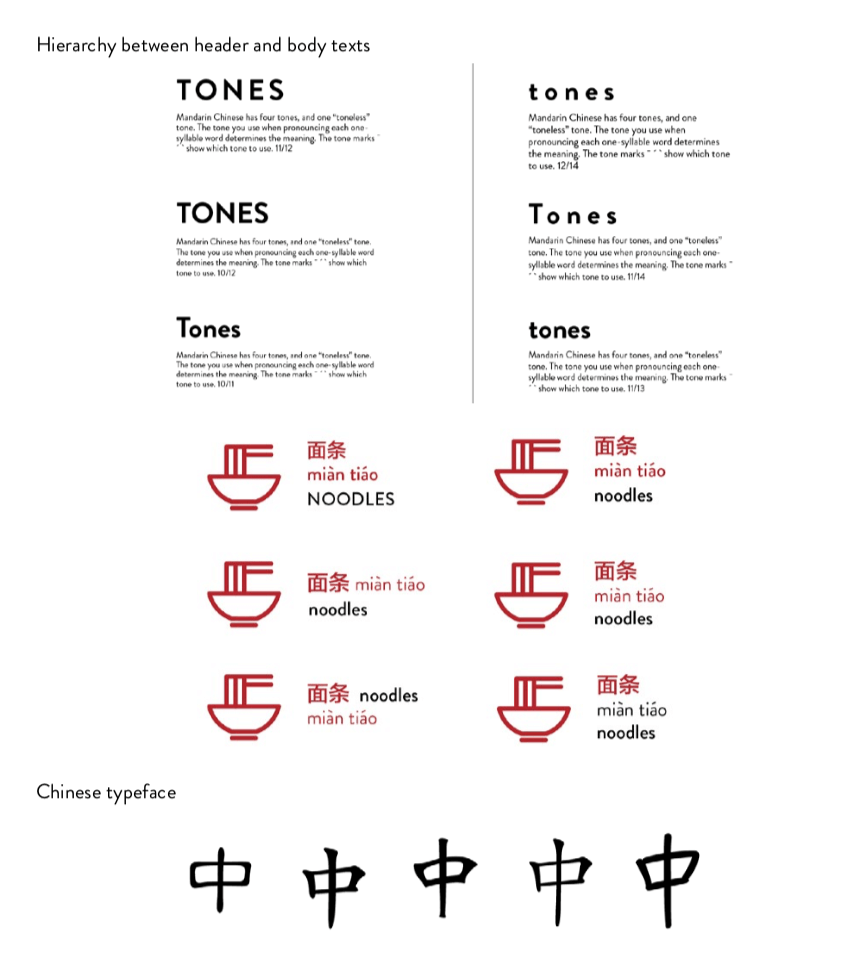 Hierarchy between header and body texts
TONES
Mandarin Chinese has four tones, and one "toneless"
tone. The tone you use when pronouncing each one-
syllable word determines the meaning. The tone marks ¯
´ ˇ ` show which tone to use. 11/12
TONES
Mandarin Chinese has four tones, and one "toneless" tone.
The tone you use when pronouncing each one-syllable word
determines the meaning. The tone marks ¯ ´ ˇ ` show which
tone to use. 10/12
Tones
Mandarin Chinese has four tones, and one "toneless" tone.
The tone you use when pronouncing each one-syllable word
determines the meaning. The tone marks ¯ ´ ˇ ` show which
tone to use. 10/11
tones
Mandarin Chinese has four tones, and one
"toneless" tone. The tone you use when
pronouncing each one-syllable word determines
the meaning. The tone marks ¯ ´ ˇ ` show which tone
to use. 12/14
Tones
Mandarin Chinese has four tones, and one "toneless"
tone. The tone you use when pronouncing each one-
syllable word determines the meaning. The tone marks ¯
´ ˇ ` show which tone to use. 11/14
tones
Mandarin Chinese has four tones, and one "toneless"
tone. The tone you use when pronouncing each one-
syllable word determines the meaning. The tone marks ¯
´ ˇ ` show which tone to use. 11/13
面条
miàn tiáo
NOODLES
面条
miàn tiáo
noodles
面条 miàn tiáo
noodles
面条
miàn tiáo
noodles
面条 noodles
miàn tiáo
面条
miàn tiáo
noodles
Chinese typeface
中 中 中 中 中